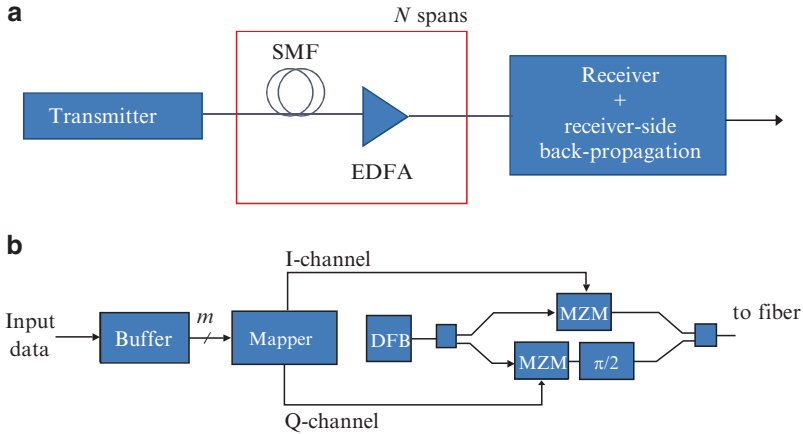 a
N spans
SMF
Transmitter
EDFA
Receiver
+
receiver-side
back-propagation
b
I-channel
Input
data
Buffer
m
Mapper
DFB
MZM
MZM
π/2
to fiber
Q-channel